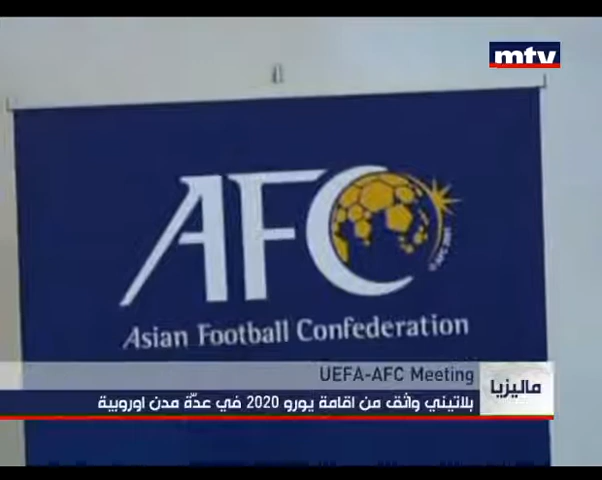 mtv
AFC
Asian Football Confederation
UEFA-AFC Meeting
ماليزيا
بلاتيني واثق من اقامة يورو 2020 في عدّة مدن اوروبية